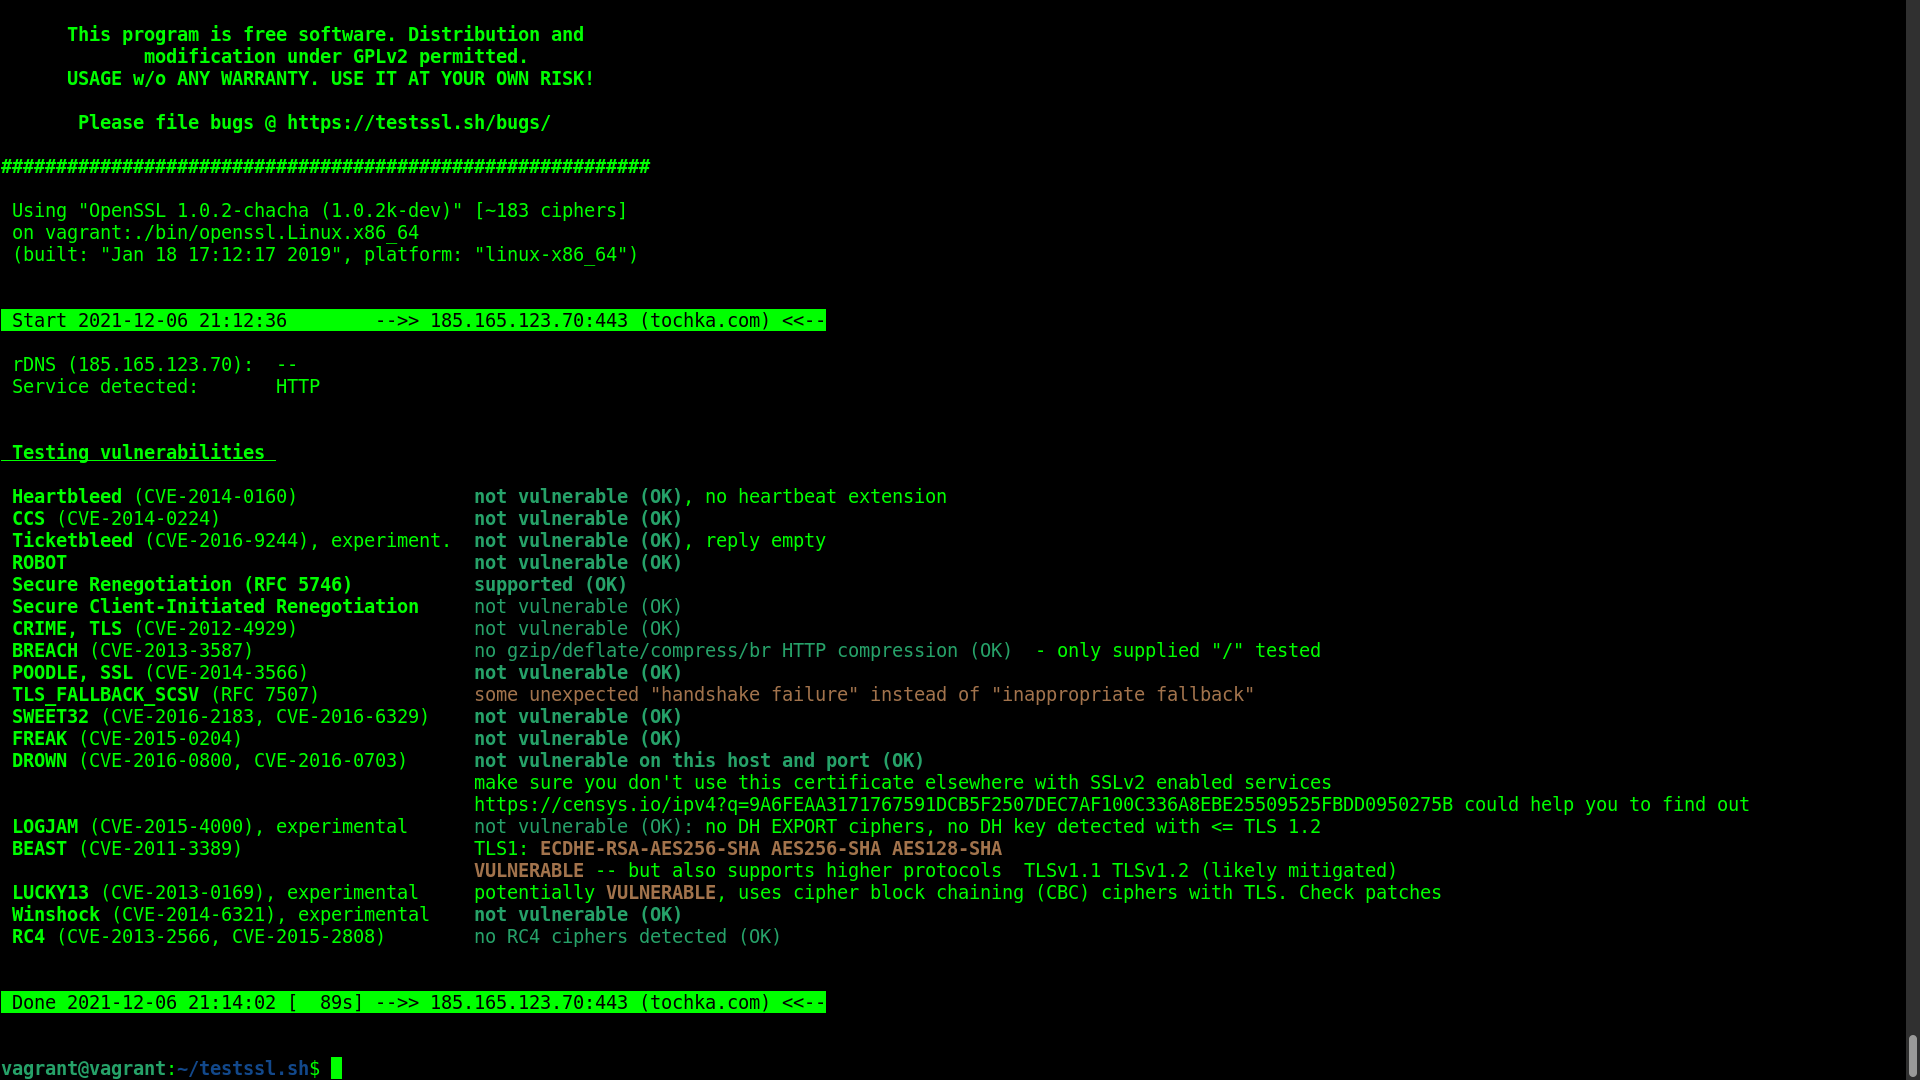 This program is free software. Distribution and
modification under GPLv2 permitted.
USAGE w/o ANY WARRANTY. USE IT AT YOUR OWN RISK!
Please file bugs @ https://testssl.sh/bugs/
###########################################################
Using "OpenSSL 1.0.2-chacha (1.0.2k-dev)" [~183 ciphers]
on vagrant:./bin/openssl.Linux.x86_64
(built: "Jan 18 17:12:17 2019", platform: "linux-x86_64")
Start 2021-12-06 21:12:36        -->> 185.165.123.70:443 (tochka.com) <<--
rDNS (185.165.123.70):  --
Service detected:       HTTP
Testing vulnerabilities
Heartbleed (CVE-2014-0160)                not vulnerable (OK), no heartbeat extension
CCS (CVE-2014-0224)                       not vulnerable (OK)
Ticketbleed (CVE-2016-9244), experiment.  not vulnerable (OK), reply empty
ROBOT                                     not vulnerable (OK)
Secure Renegotiation (RFC 5746)           supported (OK)
Secure Client-Initiated Renegotiation     not vulnerable (OK)
CRIME, TLS (CVE-2012-4929)                not vulnerable (OK)
BREACH (CVE-2013-3587)                    no gzip/deflate/compress/br HTTP compression (OK)  - only supplied "/" tested
POODLE, SSL (CVE-2014-3566)               not vulnerable (OK)
TLS_FALLBACK_SCSV (RFC 7507)              some unexpected "handshake failure" instead of "inappropriate fallback"
SWEET32 (CVE-2016-2183, CVE-2016-6329)    not vulnerable (OK)
FREAK (CVE-2015-0204)                     not vulnerable (OK)
DROWN (CVE-2016-0800, CVE-2016-0703)      not vulnerable on this host and port (OK)
make sure you don't use this certificate elsewhere with SSLv2 enabled services
https://censys.io/ipv4?q=9A6FEAA3171767591DCB5F2507DEC7AF100C336A8EBE25509525FBDD0950275B could help you to find out
LOGJAM (CVE-2015-4000), experimental      not vulnerable (OK): no DH EXPORT ciphers, no DH key detected with <= TLS 1.2
BEAST (CVE-2011-3389)                     TLS1: ECDHE-RSA-AES256-SHA AES256-SHA AES128-SHA
VULNERABLE -- but also supports higher protocols  TLSv1.1 TLSv1.2 (likely mitigated)
LUCKY13 (CVE-2013-0169), experimental     potentially VULNERABLE, uses cipher block chaining (CBC) ciphers with TLS. Check patches
Winshock (CVE-2014-6321), experimental    not vulnerable (OK)
RC4 (CVE-2013-2566, CVE-2015-2808)        no RC4 ciphers detected (OK)
Done 2021-12-06 21:14:02 [  89s] -->> 185.165.123.70:443 (tochka.com) <<--
vagrant@vagrant:~/testssl.sh$